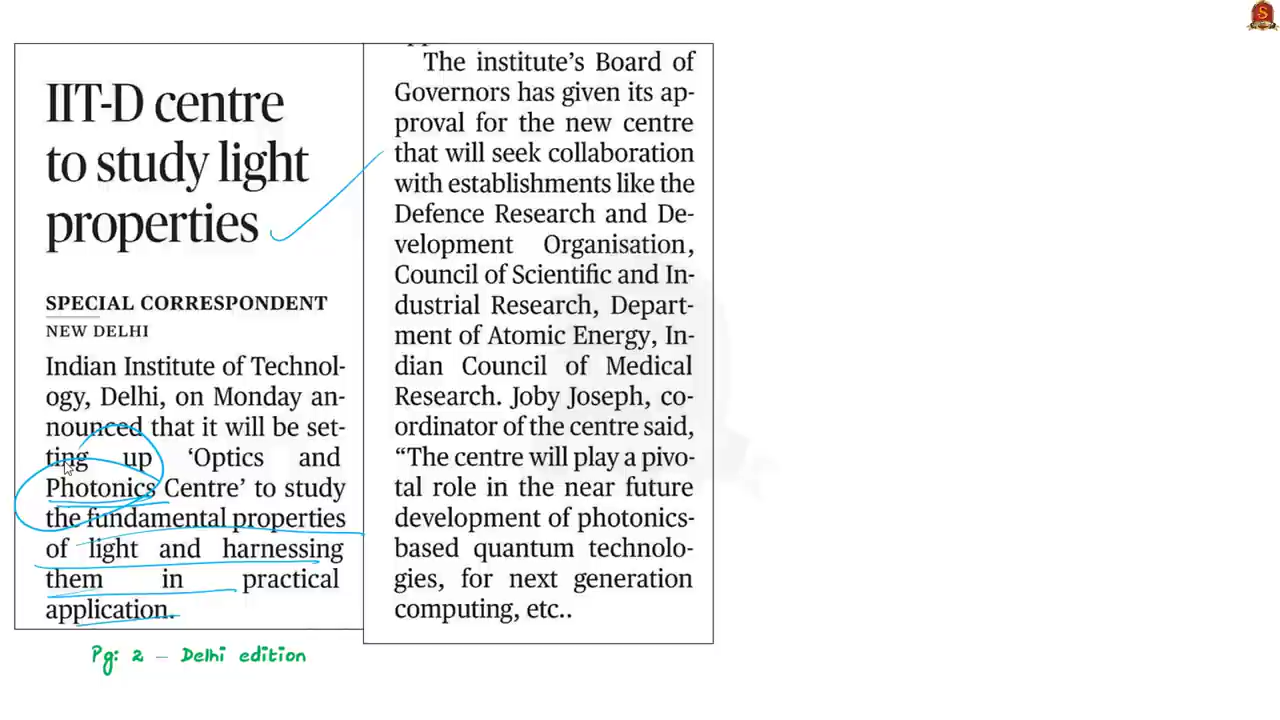 IIT-D centre
to study light
properties
SPECIAL CORRESPONDENT
NEW DELHI
Indian Institute of Technol-
ogy, Delhi, on Monday an-
nounced that it will be set-
ting up ‘Optics and
Photonics Centre’ to study
the fundamental properties
of light and harnessing
them in practical
application.
The institute’s Board of
Governors has given its ap-
proval for the new centre
that will seek collaboration
with establishments like the
Defence Research and De-
velopment Organisation,
Council of Scientific and In-
dustrial Research, Depart-
ment of Atomic Energy, In-
dian Council of Medical
Research. Joby Joseph, co-
ordinator of the centre said,
“The centre will play a pivo-
tal role in the near future
development of photonics-
based quantum technolo-
gies, for next generation
computing, etc..
Pg: 2 – Delhi edition
S